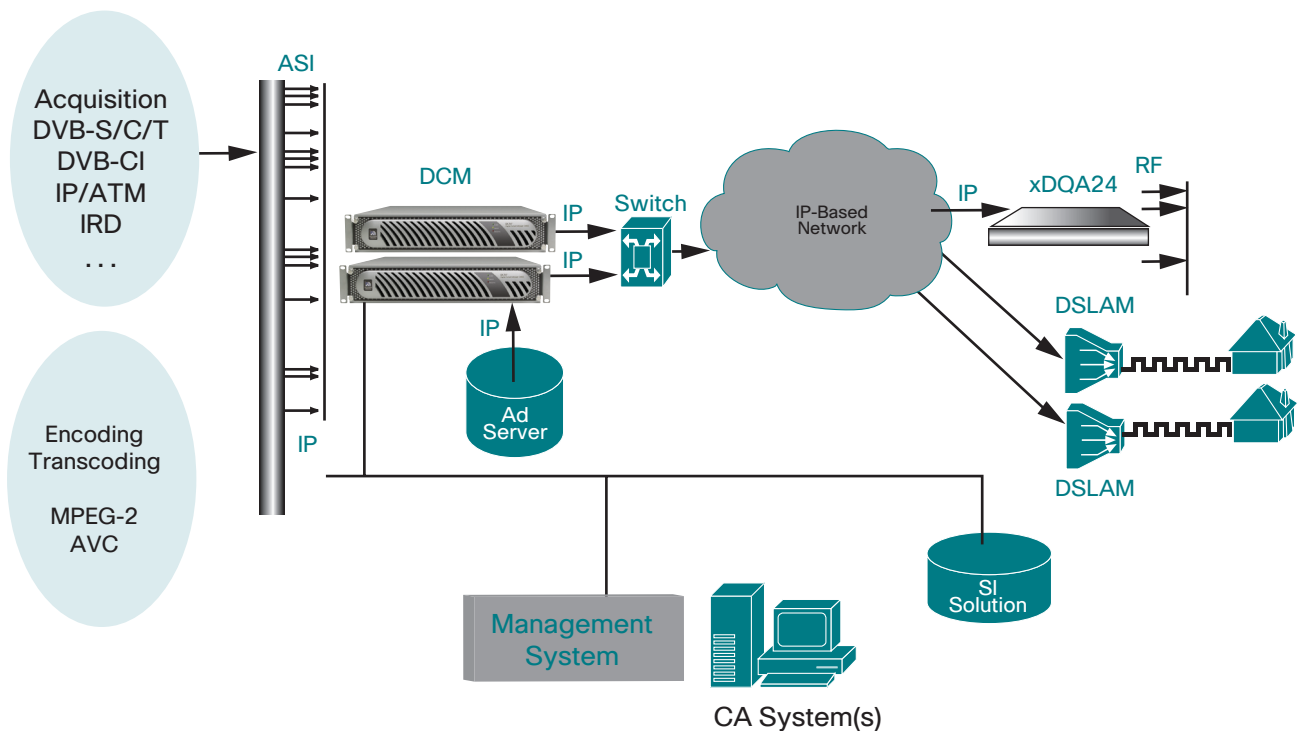 Acquisition
DVB-S/C/T
DVB-CI
IP/ATM
IRD
...
Encoding
Transcoding
MPEG-2
AVC
ASI
IP
DCM
IP
IP
IP
Ad
Server
Switch
IP-Based
Network
IP
xDQA24
RF
DSLAM
DSLAM
Management
System
CA System(s)
SI
Solution